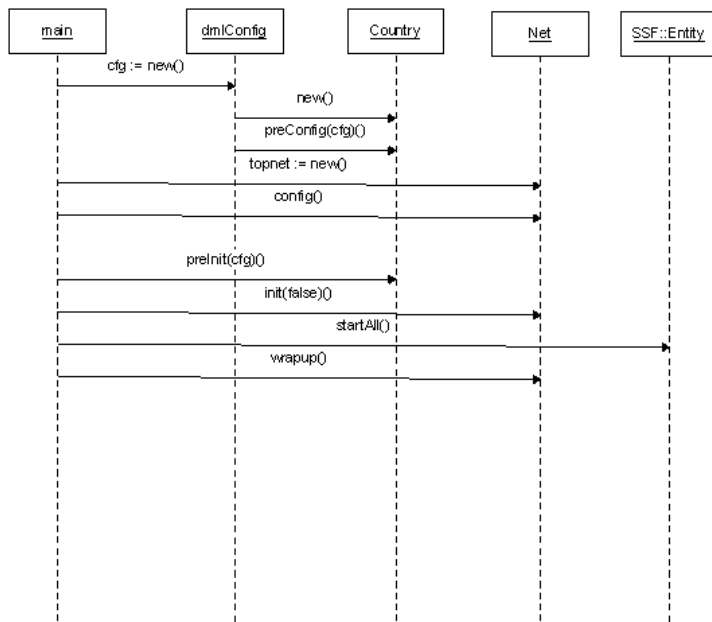 main
dmlConfig
Country
Net
SSF::Entity
cfg := new()
new()
preConfig(cfg)()
topnet := new()
config()
preInit(cfg)()
init(false)()
startAll()
wrapup()